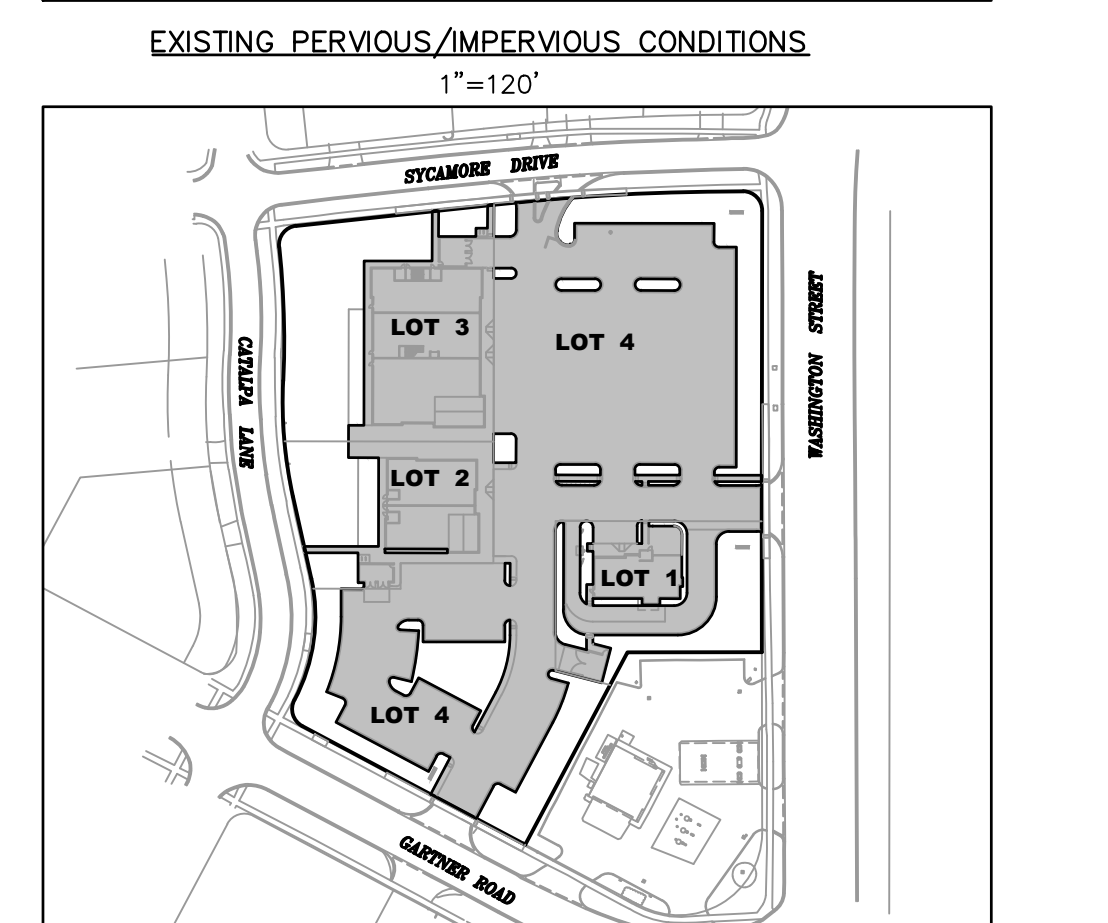 EXISTING PERVIOUS/IMPERVIOUS CONDITIONS
1"=120'
SYCAMORE DRIVE
WASHINGTON STREET
LOT 3
LOT 4
CATALPA LANE
LOT 2
LOT 1
LOT 4
GARTNER ROAD